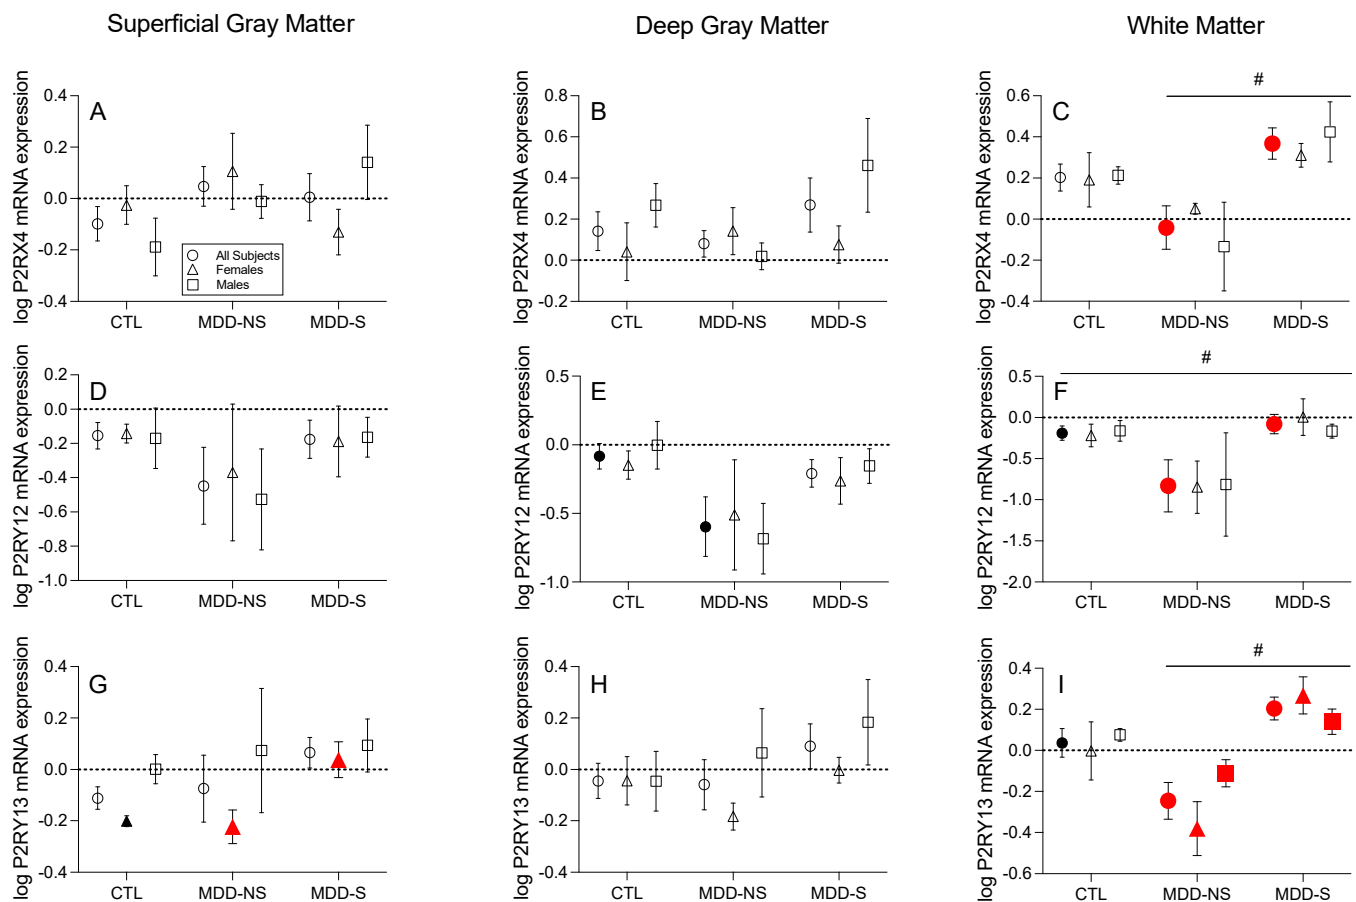 Superficial Gray Matter
Deep Gray Matter
White Matter
A
log P2RX4 mRNA expression
0.4
0.2
0.0
-0.2
-0.4
All Subjects
Females
Males
CTL
MDD-NS
MDD-S
B
log P2RX4 mRNA expression
0.8
0.6
0.4
0.2
0.0
-0.2
CTL
MDD-NS
MDD-S
C
#
log P2RX4 mRNA expression
0.6
0.4
0.2
0.0
-0.2
-0.4
CTL
MDD-NS
MDD-S
D
log P2RY12 mRNA expression
0.2
0.0
-0.2
-0.4
-0.6
-0.8
-1.0
CTL
MDD-NS
MDD-S
E
log P2RY12 mRNA expression
0.5
0.0
-0.5
-1.0
CTL
MDD-NS
MDD-S
F
#
log P2RY12 mRNA expression
0.5
0.0
-0.5
-1.0
-1.5
-2.0
CTL
MDD-NS
MDD-S
G
log P2RY13 mRNA expression
0.4
0.2
0.0
-0.2
-0.4
CTL
MDD-NS
MDD-S
H
log P2RY13 mRNA expression
0.4
0.2
0.0
-0.2
-0.4
CTL
MDD-NS
MDD-S
I
#
log P2RY13 mRNA expression
0.4
0.2
0.0
-0.2
-0.4
-0.6
CTL
MDD-NS
MDD-S